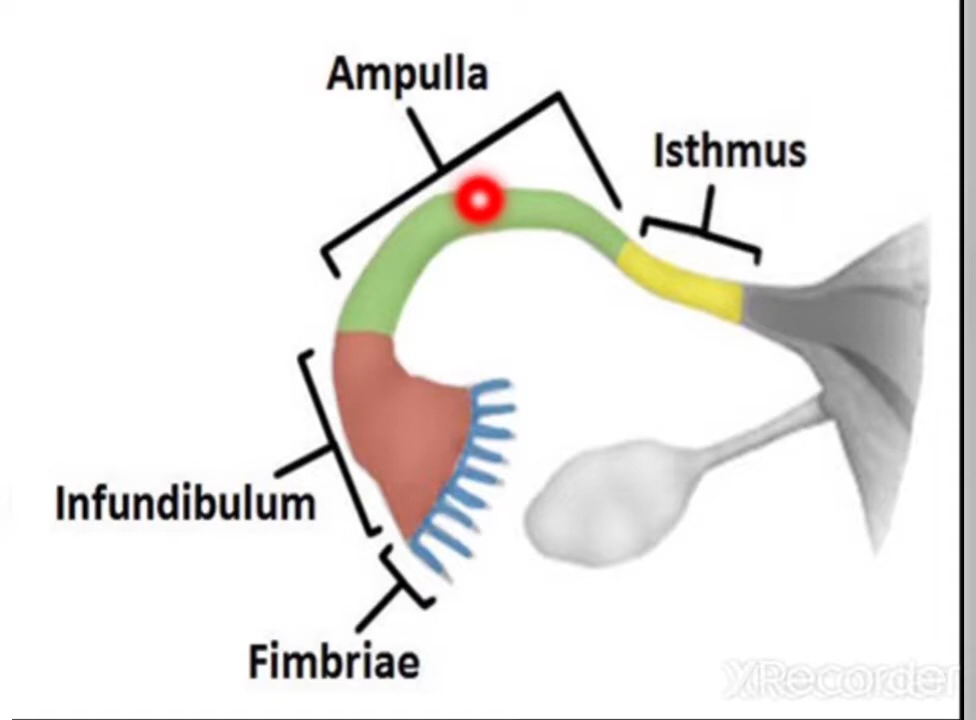 Ampulla
Isthmus
Infundibulum
Fimbriae
XRecorder